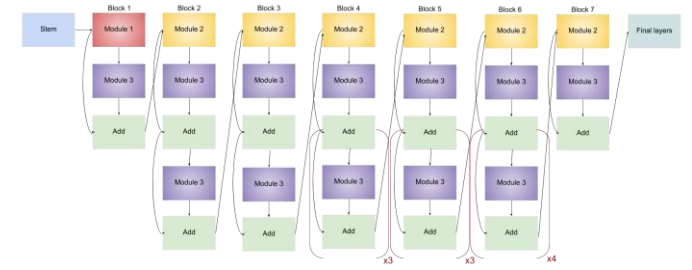 Block 1
Block 2
Block 3
Block 4
Block 5
Block 6
Block 7
Stem
Module 1
Module 2
Module 2
Module 2
Module 2
Module 2
Module 2
Final layers
Module 3
Module 3
Module 3
Module 3
Module 3
Module 3
Module 3
Add
Add
Add
Add
Add
Add
Add
Module 3
Module 3
Module 3
Module 3
Module 3
Add
Add
Add
Add
Add
x3
x3
x4